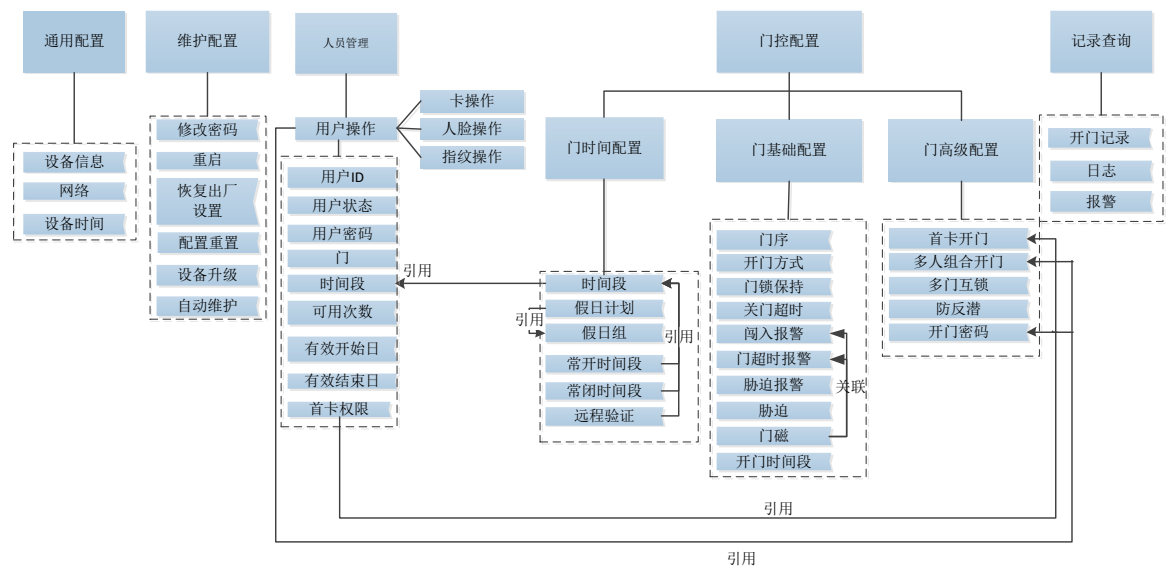 通用配置
维护配置
人员管理
门控配置
记录查询
设备信息
网络
设备时间
修改密码
重启
恢复出厂
设置
配置重置
设备升级
自动维护
用户操作
卡操作
人脸操作
指纹操作
用户ID
用户状态
用户密码
门
时间段
可用次数
有效开始日
有效结束日
首卡权限
引用
门时间配置
时间段
假日计划
假日组
常开时间段
常闭时间段
远程验证
引用
引用
门基础配置
门序
开门方式
门锁保持
关门超时
闯入报警
门超时报警
胁迫报警
胁迫
门磁
开门时间段
关联
门高级配置
首卡开门
多人组合开门
多门互锁
防反潜
开门密码
开门记录
日志
报警
引用
引用